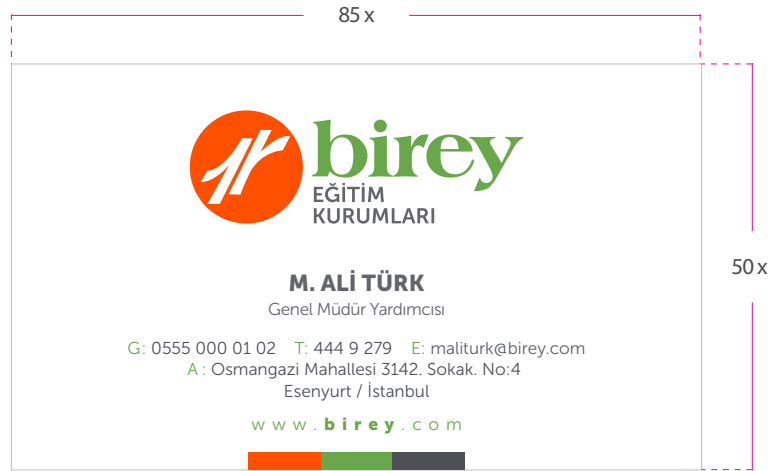 85 x
birey
EĞİTİM
KURUMLARI
50 x
M. ALİ TÜRK
Genel Müdür Yardımcısı
G: 0555 000 01 02 T: 444 9 279 E: maliturk@birey.com
A : Osmangazi Mahallesi 3142. Sokak. No:4
Esenyurt / İstanbul
www.birey.com